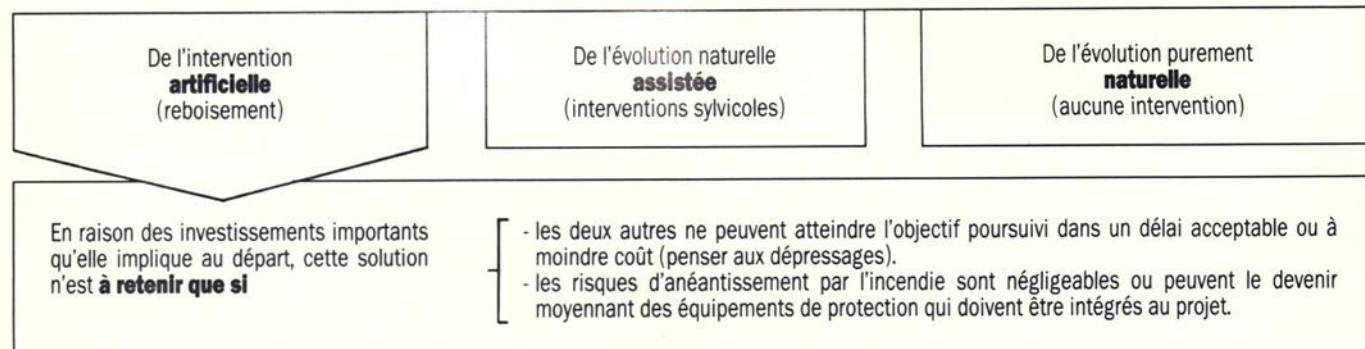 De l'intervention
artificielle
(reboisement)
De l'évolution naturelle
assistée
(interventions sylvicoles)
De l'évolution purement
naturelle
(aucune intervention)
En raison des investissements importants
qu'elle implique au départ, cette solution
n'est à retenir que si
- les deux autres ne peuvent atteindre l'objectif poursuivi dans un délai acceptable ou à
moindre coût (penser aux dépressages).
- les risques d'anéantissement par l'incendie sont négligeables ou peuvent le devenir
moyennant des équipements de protection qui doivent être intégrés au projet.